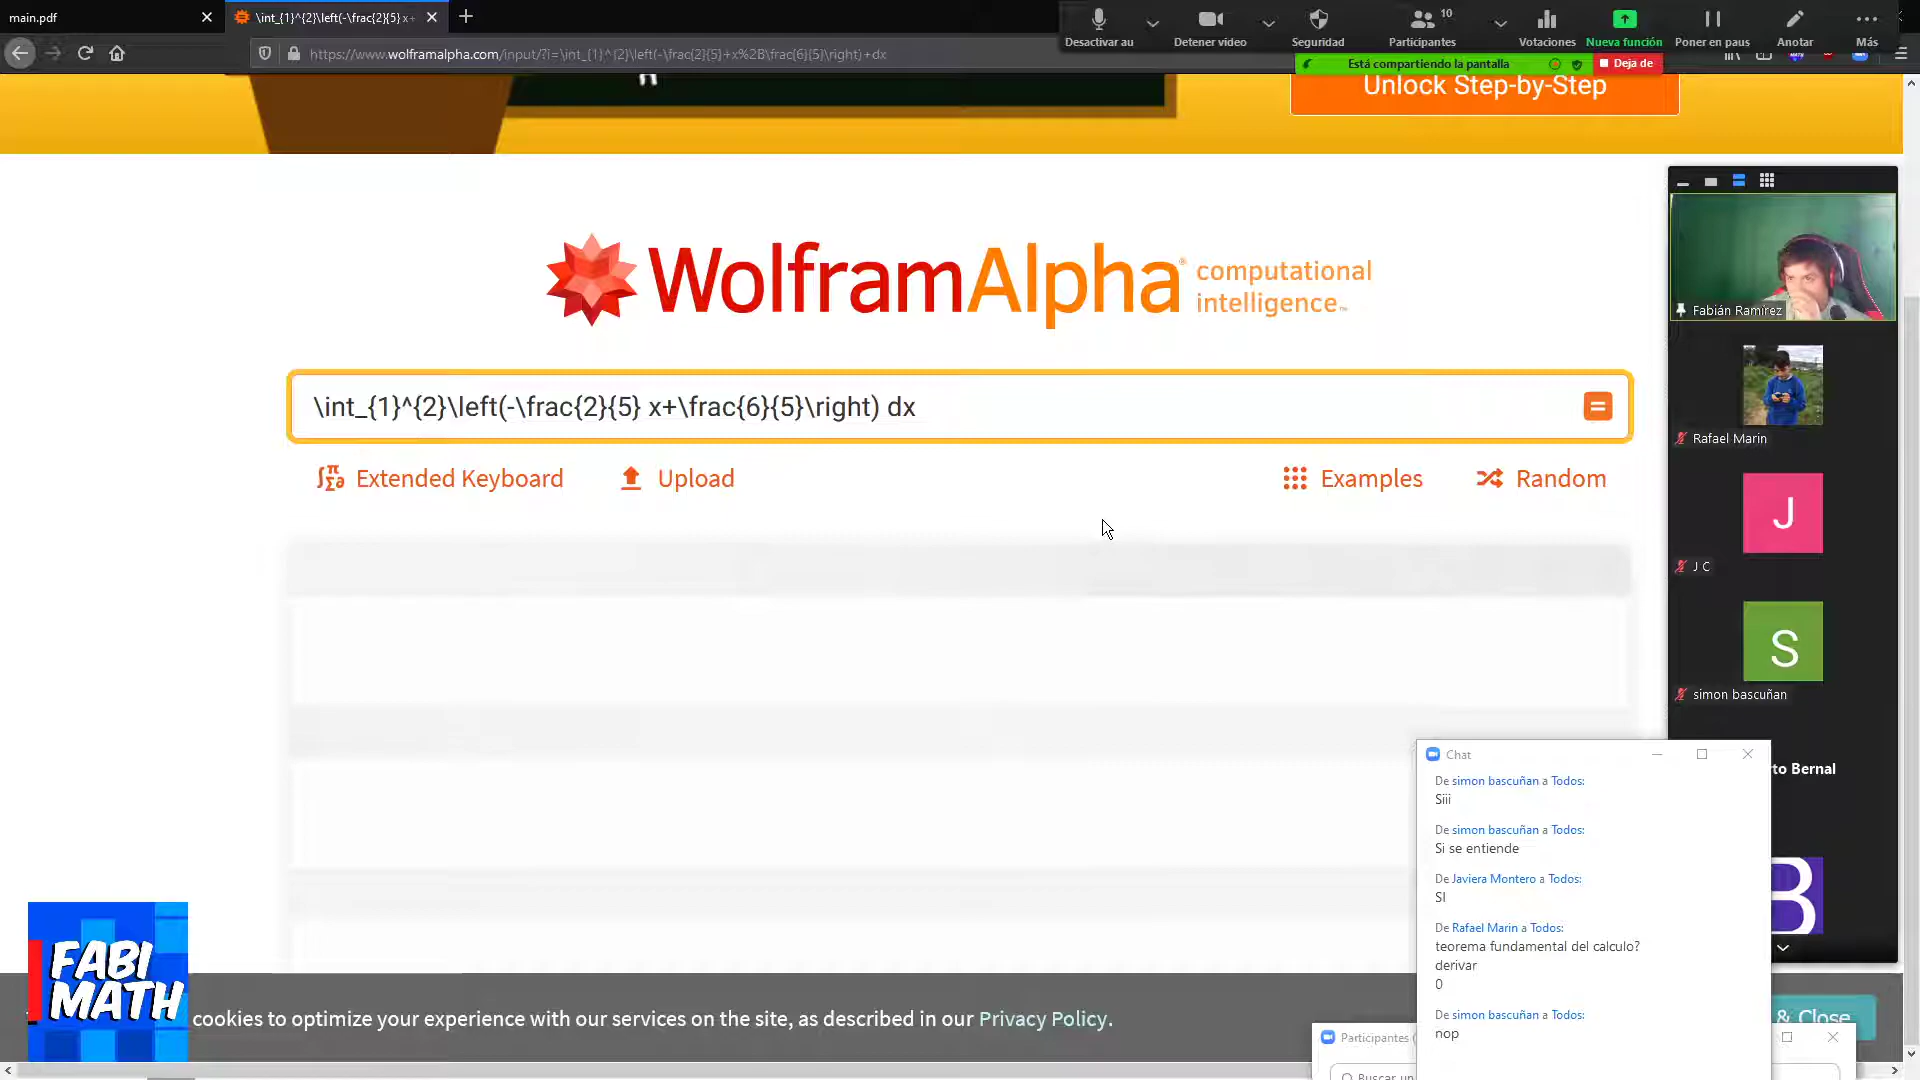 main.pdf
\int_{1}^{2}\left(-\frac{2}{5} x+
Desactivar au
Detener video
Seguridad
10
Participantes
Votaciones
Nueva función
Poner en paus
Anotar
Más
https://www.wolframalpha.com/input/?i=\int_{1}^{2}\left(-\frac{2}{5}+x%2B\frac{6}{5}\right)+dx
Está compartiendo la pantalla
Deja de
Unlock Step-by-Step
WolframAlpha computational intelligence™
\int_{1}^{2}\left(-\frac{2}{5} x+\frac{6}{5}\right) dx
Extended Keyboard
Upload
Examples
Random
Fabián Ramírez
Rafael Marin
J
J C
S
simon bascuñan
to Bernal
B
Chat
De simon bascuñan a Todos:
Siii
De simon bascuñan a Todos:
Si se entiende
De Javiera Montero a Todos:
SI
De Rafael Marin a Todos:
teorema fundamental del calculo?
derivar
0
De simon bascuñan a Todos:
nop
FABI
MATH
cookies to optimize your experience with our services on the site, as described in our Privacy Policy.
& Close
Participantes (
Buscar un